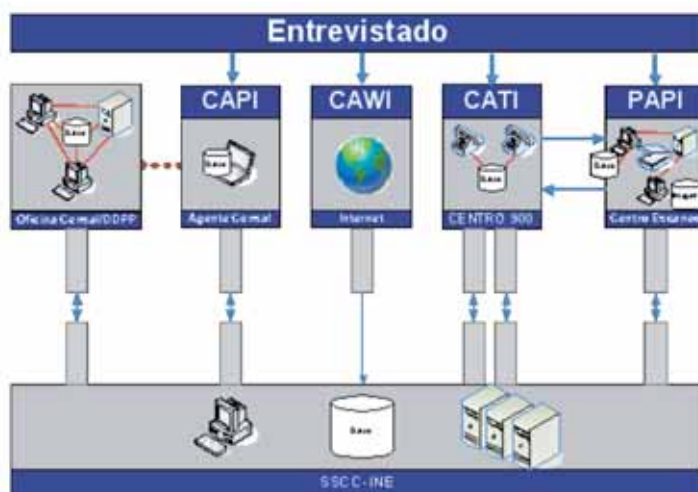 Entrevistado
CAPI
CAWI
CATI
PAPI
Oficina Censal/DDPP
Agente Censal
Internet
CENTRO 900
Centro Escaneo
SSCC-INE